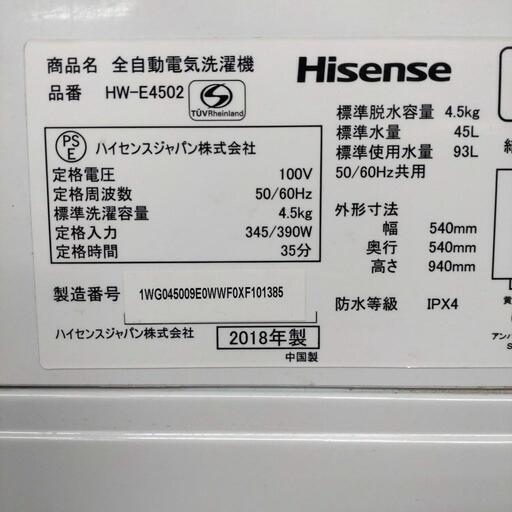 商品名 全自動電気洗濯機
品番 HW-E4502
TÜVRheinland
Hisense
PS
E
ハイセンスジャパン株式会社
定格電圧 100V
定格周波数 50/60Hz
標準洗濯容量 4.5kg
定格入力 345/390W
定格時間 35分
標準脱水容量 4.5kg
標準水量 45L
標準使用水量 93L
50/60Hz共用
外形寸法
幅 540mm
奥行 540mm
高さ 940mm
防水等級 IPX4
製造番号 1WG045009E0WWF0XF101385
ハイセンスジャパン株式会社 2018年製
中国製
黄
アンバ
S